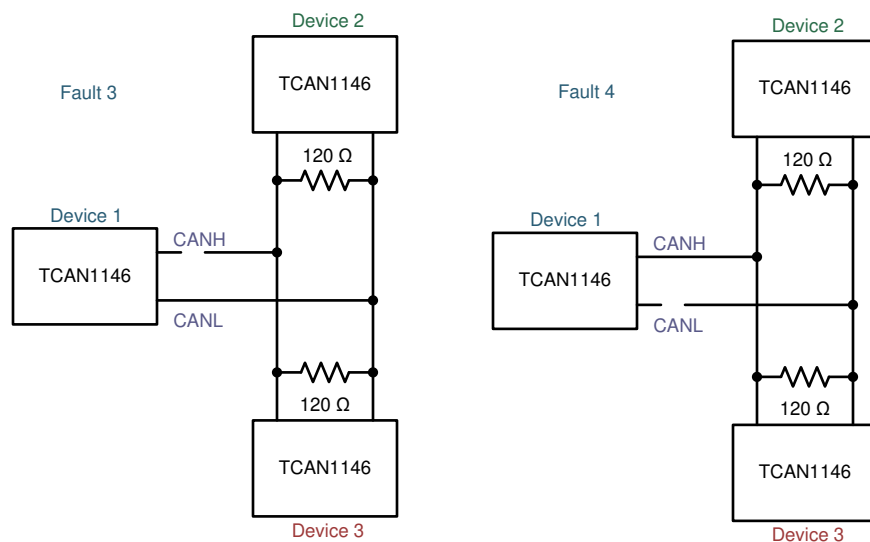 Device 2
TCAN1146
Fault 3
120 Ω
Device 1
CANH
TCAN1146
CANL
120 Ω
TCAN1146
Device 3
Device 2
TCAN1146
Fault 4
120 Ω
Device 1
CANH
TCAN1146
CANL
120 Ω
TCAN1146
Device 3